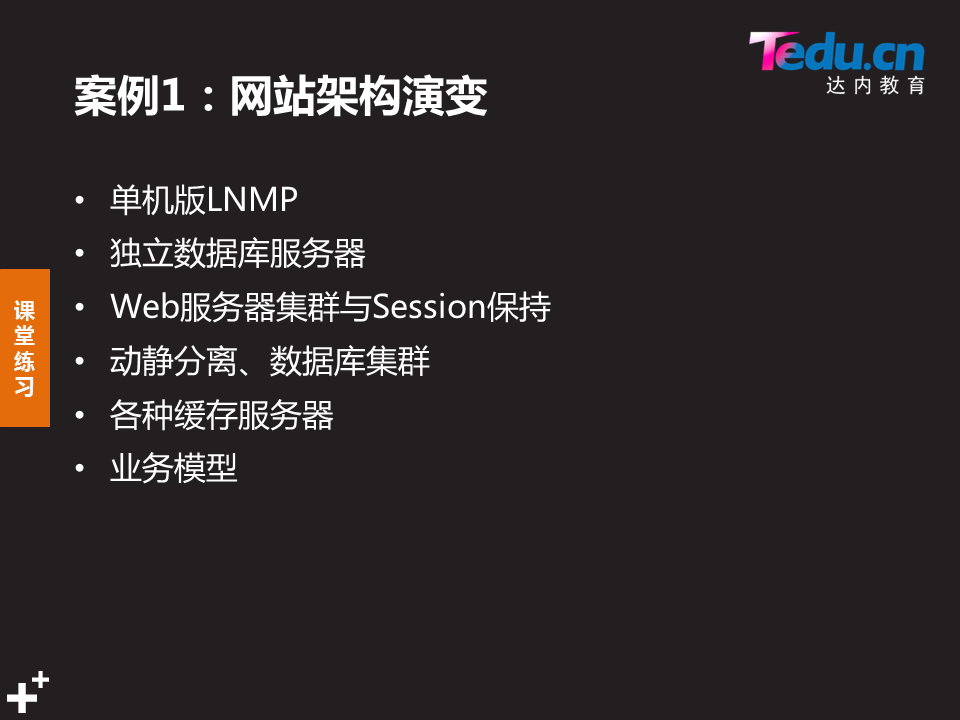 Tedu.cn
达内教育
案例1：网站架构演变
• 单机版LNMP
• 独立数据库服务器
• Web服务器集群与Session保持
• 动静分离、数据库集群
• 各种缓存服务器
• 业务模型
课
堂
练
习